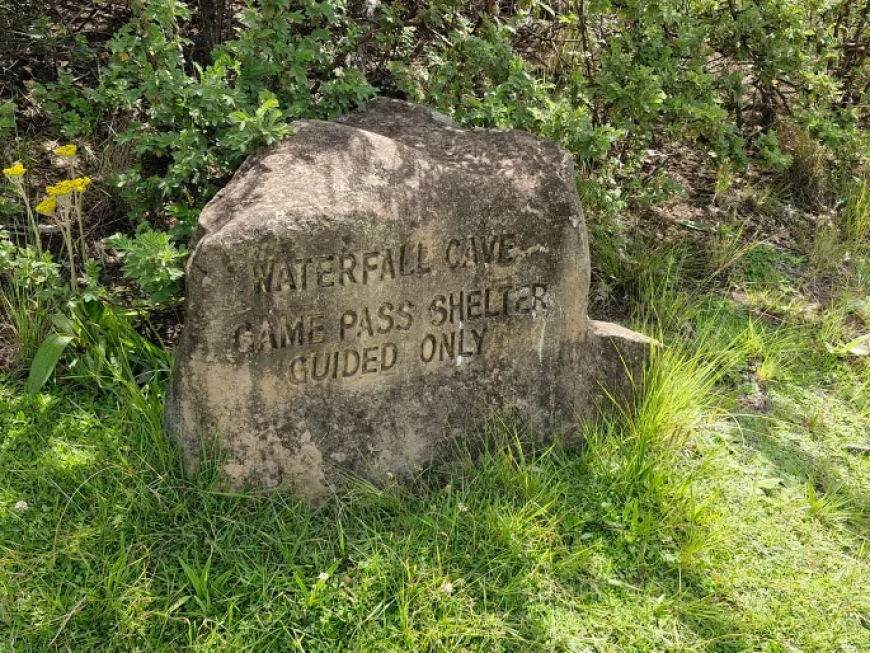 WATERFALL CAVE
GAME PASS SHELTER
GUIDED ONLY